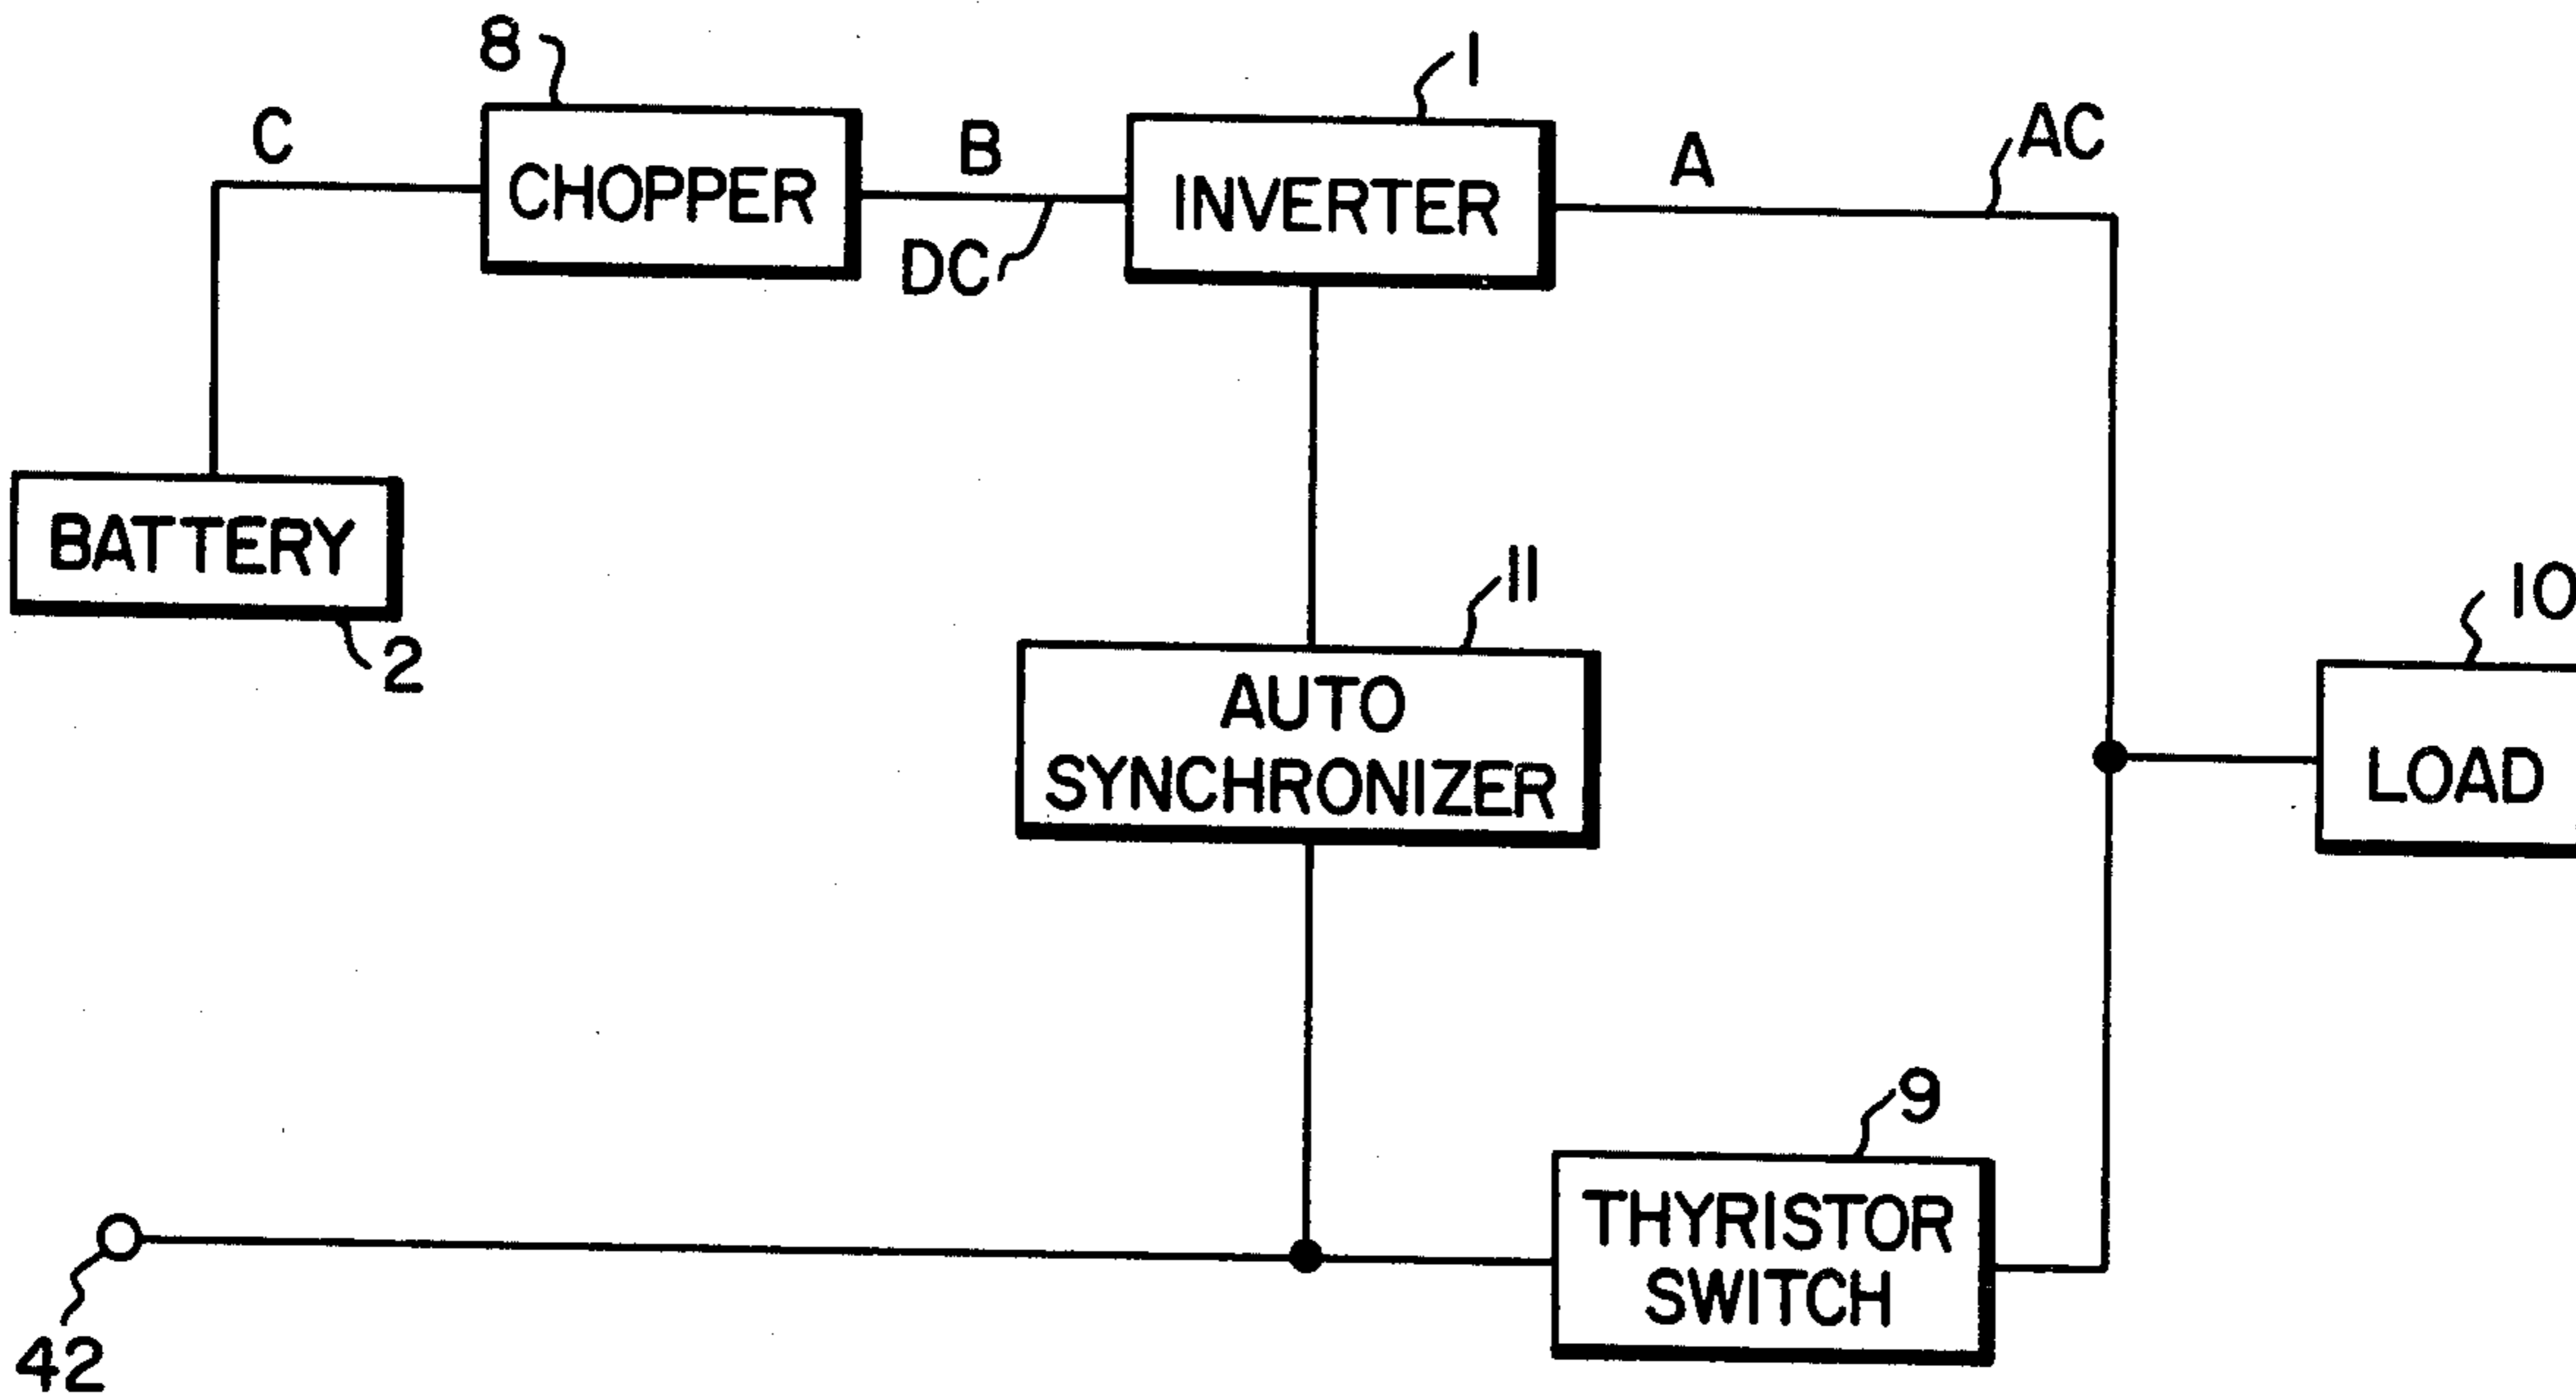 8
1
C
B
A
AC
CHOPPER
INVERTER
DC
BATTERY
2
11
10
AUTO
SYNCHRONIZER
LOAD
9
THYRISTOR
SWITCH
42